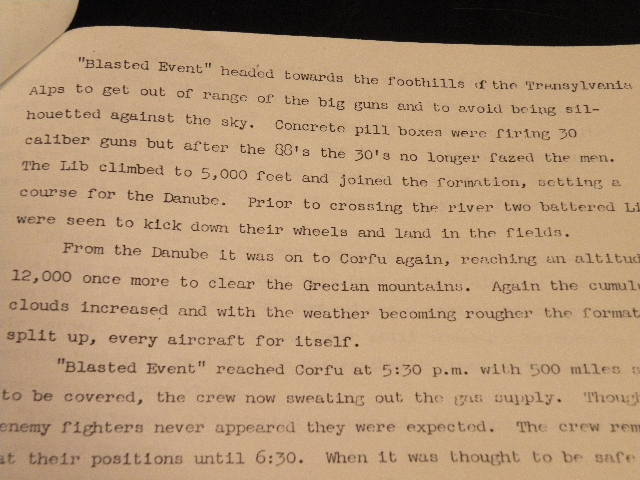 "Blasted Event" headed towards the foothills of the Transylvania
Alps to get out of range of the big guns and to avoid being sil-
houetted against the sky. Concrete pill boxes were firing 30
caliber guns but after the 88's the 30's no longer fazed the men.
The Lib climbed to 5,000 feet and joined the formation, setting a
course for the Danube. Prior to crossing the river two battered Li
were seen to kick down their wheels and land in the fields.
From the Danube it was on to Corfu again, reaching an altitud
12,000 once more to clear the Grecian mountains. Again the cumul
clouds increased and with the weather becoming rougher the format
split up, every aircraft for itself.
"Blasted Event" reached Corfu at 5:30 p.m. with 500 miles s
to be covered, the crew now sweating out the gas supply. Though
enemy fighters never appeared they were expected. The crew rem
at their positions until 6:30. When it was thought to be safe